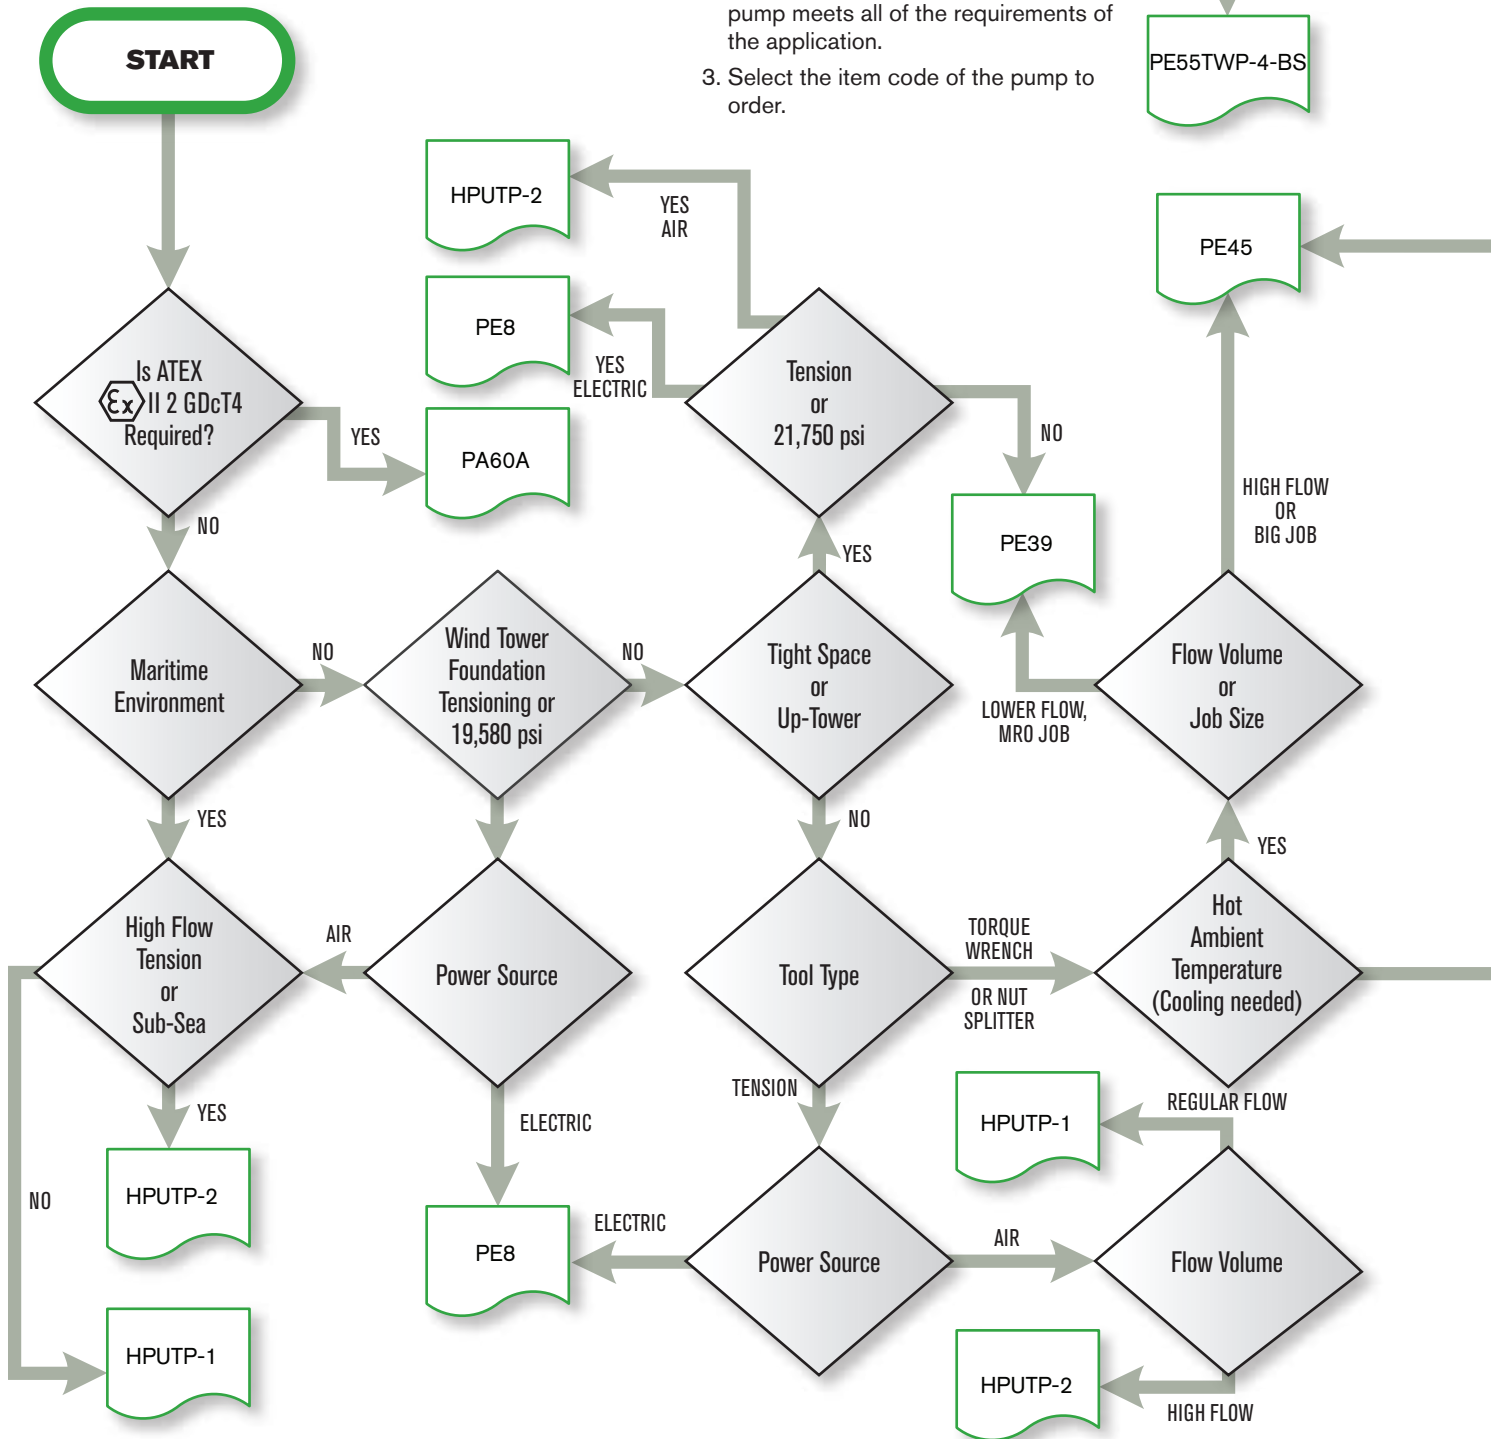 pump meets all of the requirements of
the application.
3. Select the item code of the pump to
order.
START
PE55TWP-4-BS
HPUTP-2
YES
AIR
PE45
PE8
YES
ELECTRIC
Tension
or
21,750 psi
NO
Is ATEX
Ex II 2 GDcT4
Required?
YES
PA60A
NO
HIGH FLOW
OR
BIG JOB
PE39
YES
Maritime
Environment
NO
Wind Tower
Foundation
Tensioning or
19,580 psi
NO
Tight Space
or
Up-Tower
LOWER FLOW,
MRO JOB
Flow Volume
or
Job Size
YES
NO
YES
High Flow
Tension
or
Sub-Sea
AIR
Power Source
Tool Type
TORQUE
WRENCH
OR NUT
SPLITTER
Hot
Ambient
Temperature
(Cooling needed)
YES
ELECTRIC
TENSION
HPUTP-1
REGULAR FLOW
NO
HPUTP-2
PE8
ELECTRIC
Power Source
AIR
Flow Volume
HPUTP-1
HPUTP-2
HIGH FLOW